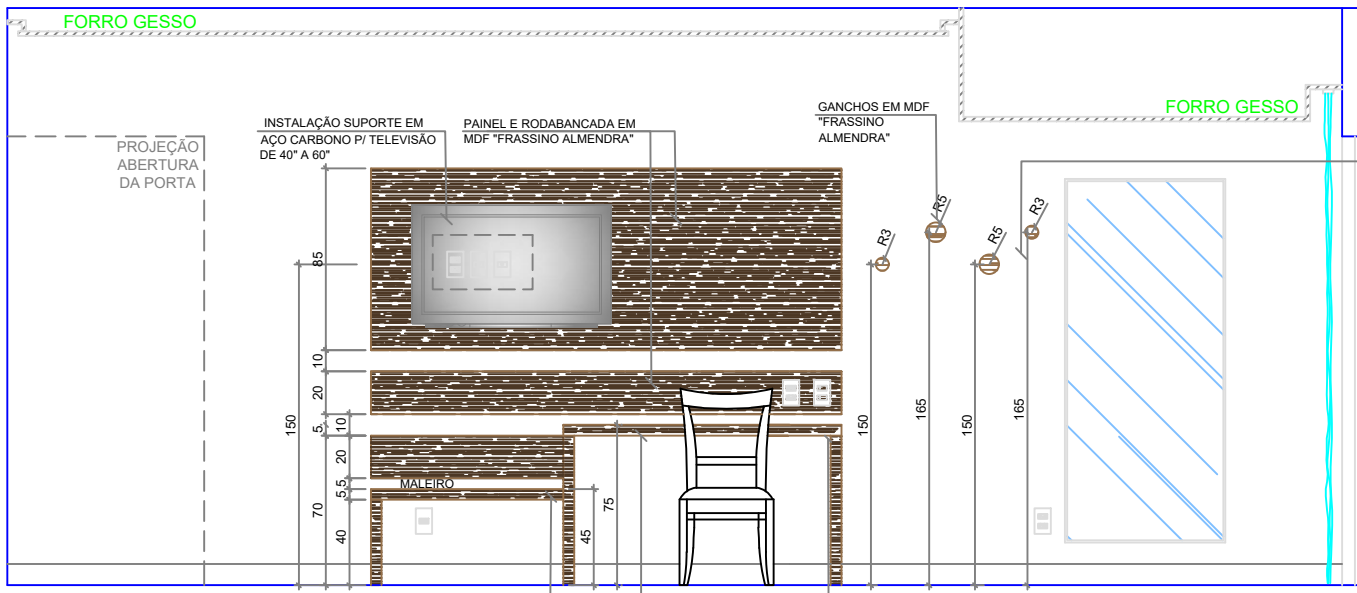 FORRO GESSO
FORRO GESSO
PROJEÇÃO
ABERTURA
DA PORTA
INSTALAÇÃO SUPORTE EM
AÇO CARBONO P/ TELEVISÃO
DE 40" A 60"
PAINEL E RODABANCADA EM
MDF "FRASSINO ALMENDRA"
GANCHOS EM MDF
"FRASSINO
ALMENDRA"
R3
R5
R5
R3
85
10
20
5
70
150
10
20
5
5
40
MALEIRO
45
75
150
165
150
165